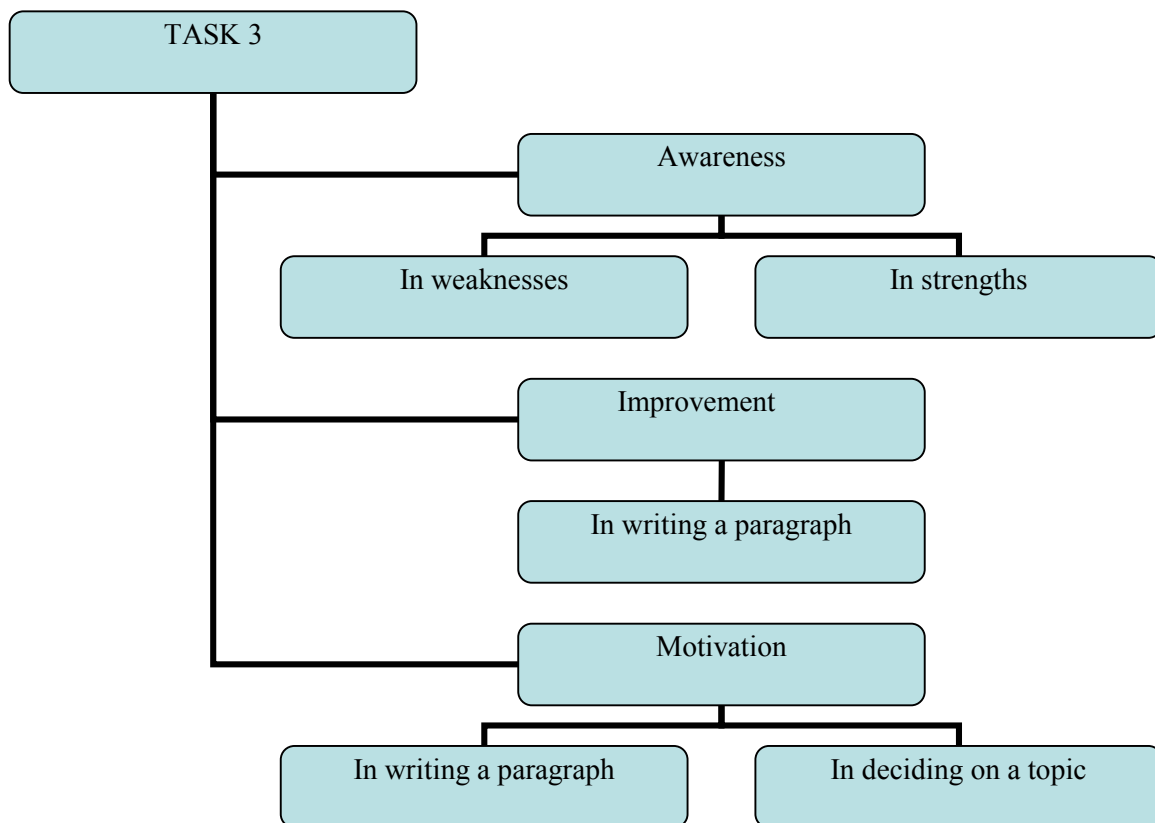 TASK 3
Awareness
In weaknesses
In strengths
Improvement
In writing a paragraph
Motivation
In writing a paragraph
In deciding on a topic